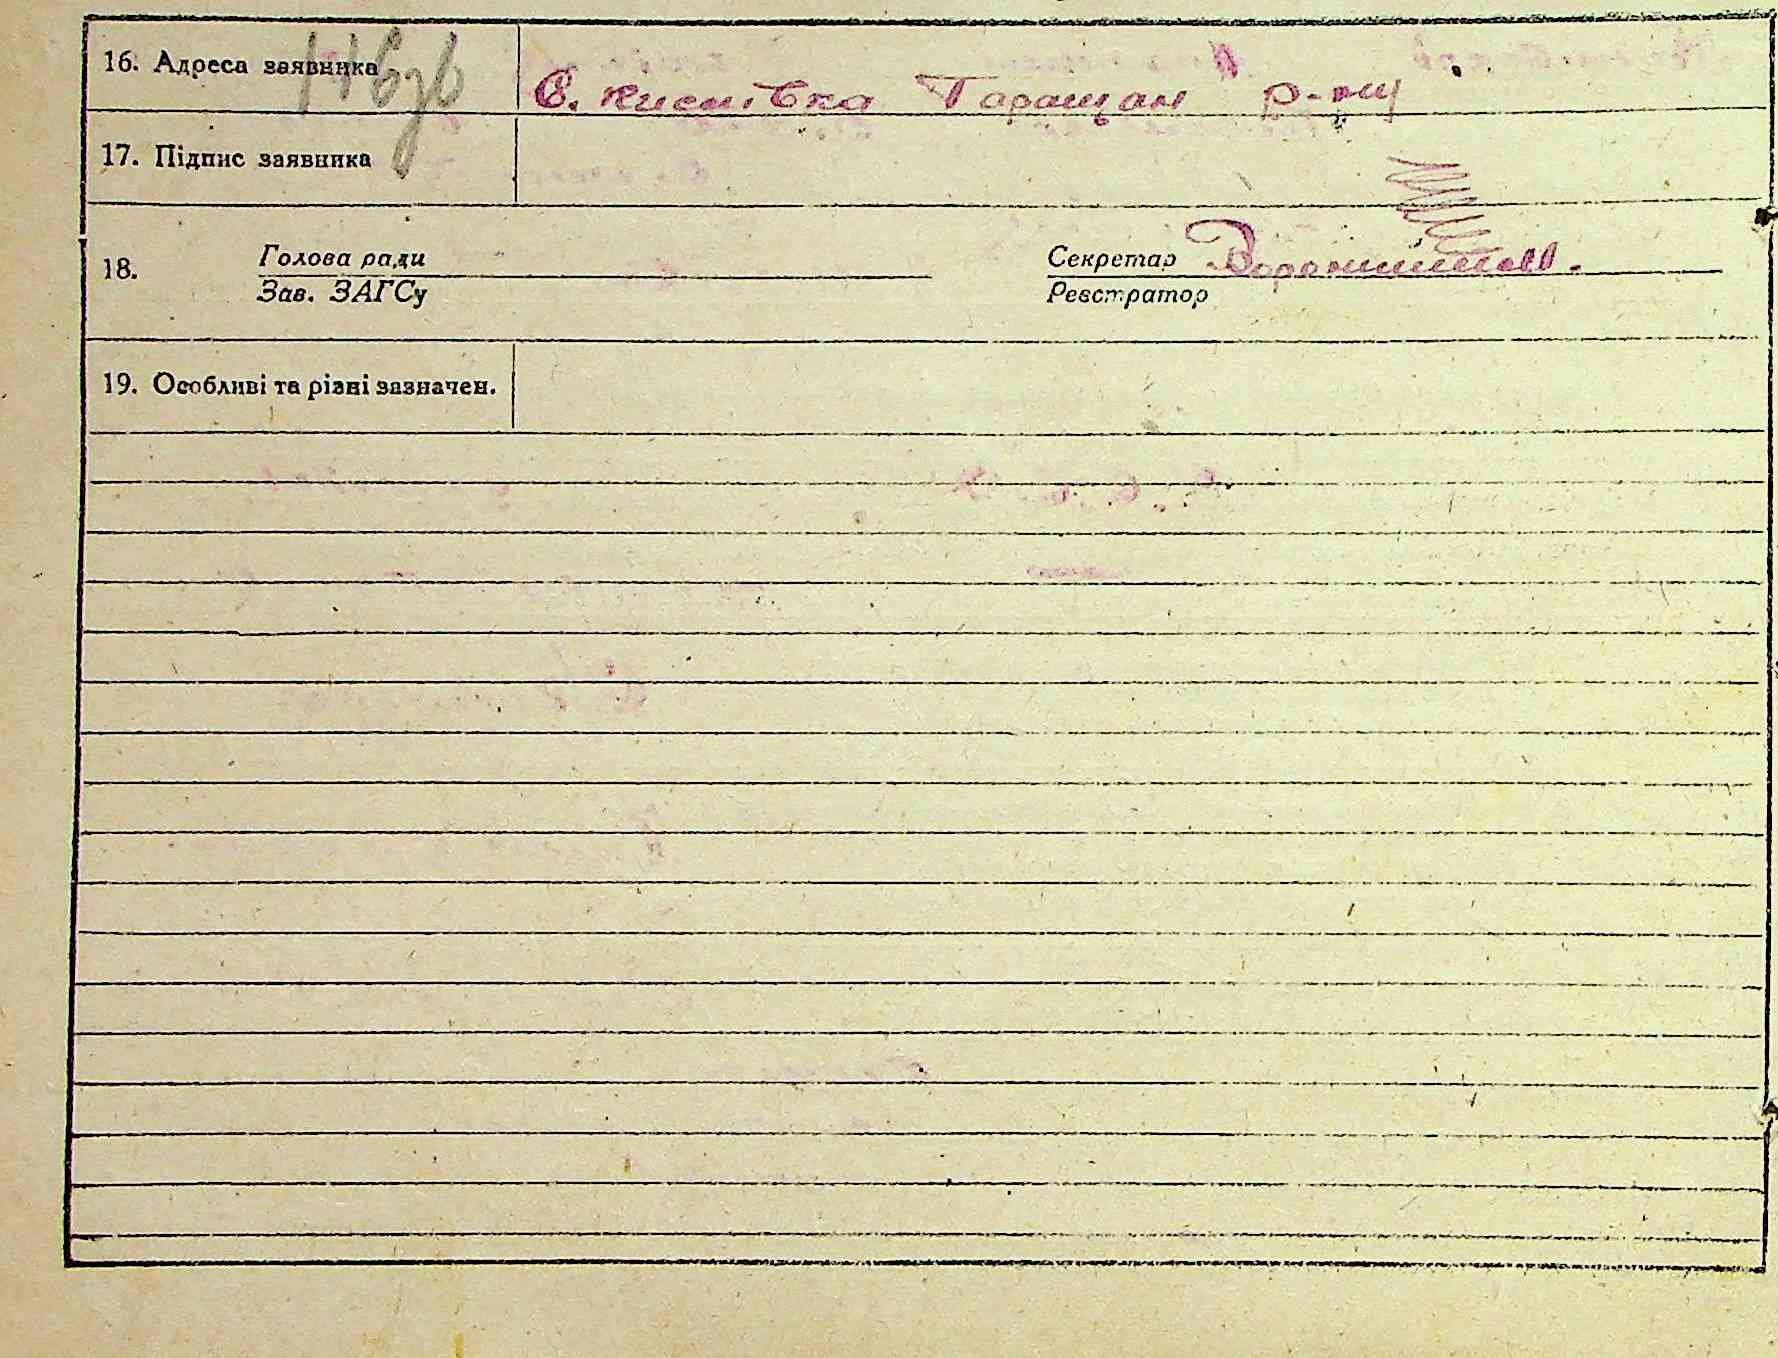 16. Адреса заявника С. Кислівка Таращан р-ну
17. Підпис заявника
18. Голова ради Секретар
Зав. ЗАГСу Реєстратор
19. Особливі та різні зазначен.